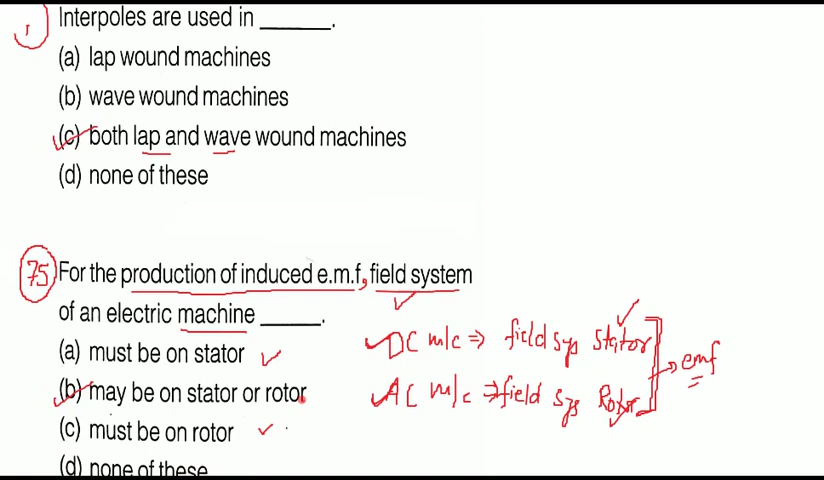 Interpoles are used in ______.
(a) lap wound machines
(b) wave wound machines
(c) both lap and wave wound machines
(d) none of these
75 For the production of induced e.m.f, field system
of an electric machine ______.
(a) must be on stator
(b) may be on stator or rotor
(c) must be on rotor
(d) none of these
DC m/c ⇒ field sys Stator
AC m/c ⇒ field sys Rotor
→ emf